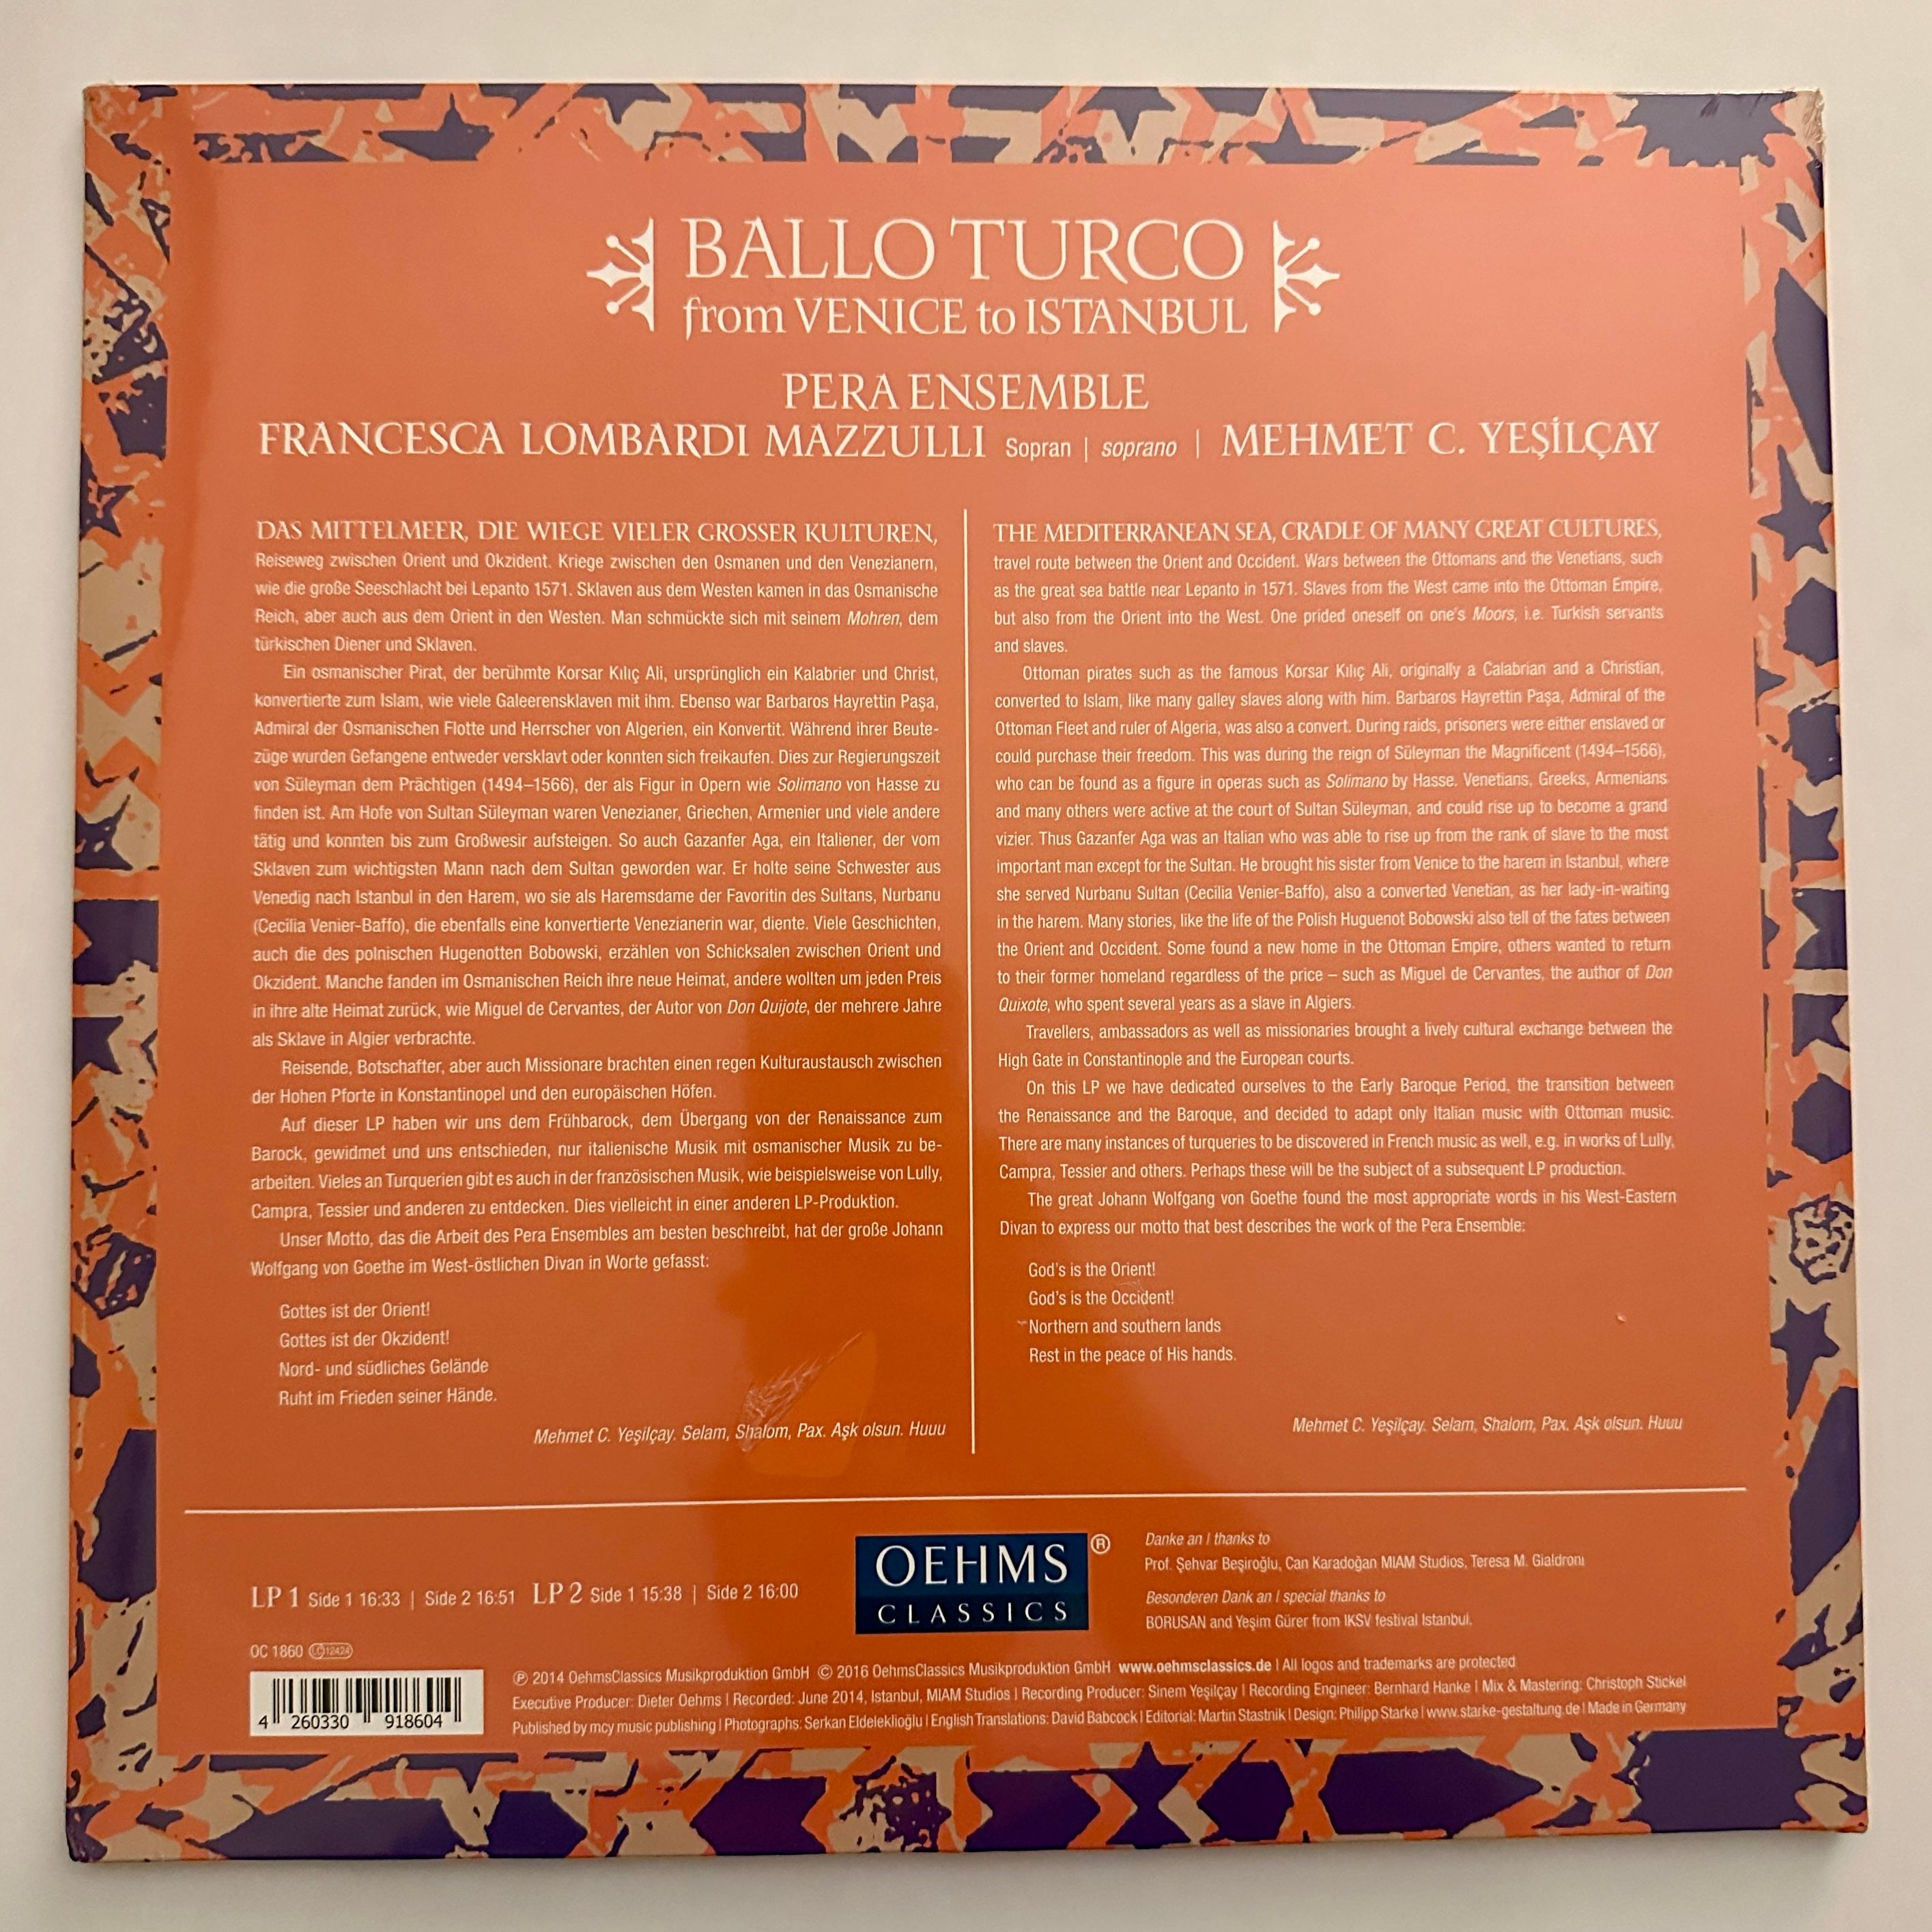 BALLO TURCO
from VENICE to ISTANBUL
PERA ENSEMBLE
FRANCESCA LOMBARDI MAZZULLI Sopran | soprano | MEHMET C. YEŞİLÇAY
DAS MITTELMEER, DIE WIEGE VIELER GROSSER KULTUREN,
Reiseweg zwischen Orient und Okzident. Kriege zwischen den Osmanen und den Venezianern,
wie die große Seeschlacht bei Lepanto 1571. Sklaven aus dem Westen kamen in das Osmanische
Reich, aber auch aus dem Orient in den Westen. Man schmückte sich mit seinem Mohren, dem
türkischen Diener und Sklaven.
Ein osmanischer Pirat, der berühmte Korsar Kılıç Ali, ursprünglich ein Kalabrier und Christ,
konvertierte zum Islam, wie viele Galeerensklaven mit ihm. Ebenso war Barbaros Hayrettin Paşa,
Admiral der Osmanischen Flotte und Herrscher von Algerien, ein Konvertit. Während ihrer Beute-
züge wurden Gefangene entweder versklavt oder konnten sich freikaufen. Dies zur Regierungszeit
von Süleyman dem Prächtigen (1494–1566), der als Figur in Opern wie Solimano von Hasse zu
finden ist. Am Hofe von Sultan Süleyman waren Venezianer, Griechen, Armenier und viele andere
tätig und konnten bis zum Großwesir aufsteigen. So auch Gazanfer Aga, ein Italiener, der vom
Sklaven zum wichtigsten Mann nach dem Sultan geworden war. Er holte seine Schwester aus
Venedig nach Istanbul in den Harem, wo sie als Haremsdame der Favoritin des Sultans, Nurbanu
(Cecilia Venier-Baffo), die ebenfalls eine konvertierte Venezianerin war, diente. Viele Geschichten,
auch die des polnischen Hugenotten Bobowski, erzählen von Schicksalen zwischen Orient und
Okzident. Manche fanden im Osmanischen Reich ihre neue Heimat, andere wollten um jeden Preis
in ihre alte Heimat zurück, wie Miguel de Cervantes, der Autor von Don Quijote, der mehrere Jahre
als Sklave in Algier verbrachte.
Reisende, Botschafter, aber auch Missionare brachten einen regen Kulturaustausch zwischen
der Hohen Pforte in Konstantinopel und den europäischen Höfen.
Auf dieser LP haben wir uns dem Frühbarock, dem Übergang von der Renaissance zum
Barock, gewidmet und uns entschieden, nur italienische Musik mit osmanischer Musik zu be-
arbeiten. Vieles an Turquerien gibt es auch in der französischen Musik, wie beispielsweise von Lully,
Campra, Tessier und anderen zu entdecken. Dies vielleicht in einer anderen LP-Produktion.
Unser Motto, das die Arbeit des Pera Ensembles am besten beschreibt, hat der große Johann
Wolfgang von Goethe im West-östlichen Divan in Worte gefasst:
Gottes ist der Orient!
Gottes ist der Okzident!
Nord- und südliches Gelände
Ruht im Frieden seiner Hände.
Mehmet C. Yeşilçay. Selam, Shalom, Pax. Aşk olsun. Huuu
THE MEDITERRANEAN SEA, CRADLE OF MANY GREAT CULTURES,
travel route between the Orient and Occident. Wars between the Ottomans and the Venetians, such
as the great sea battle near Lepanto in 1571. Slaves from the West came into the Ottoman Empire,
but also from the Orient into the West. One prided oneself on one's Moors, i.e. Turkish servants
and slaves.
Ottoman pirates such as the famous Korsar Kılıç Ali, originally a Calabrian and a Christian,
converted to Islam, like many galley slaves along with him. Barbaros Hayrettin Paşa, Admiral of the
Ottoman Fleet and ruler of Algeria, was also a convert. During raids, prisoners were either enslaved or
could purchase their freedom. This was during the reign of Süleyman the Magnificent (1494–1566),
who can be found as a figure in operas such as Solimano by Hasse. Venetians, Greeks, Armenians
and many others were active at the court of Sultan Süleyman, and could rise up to become a grand
vizier. Thus Gazanfer Aga was an Italian who was able to rise up from the rank of slave to the most
important man except for the Sultan. He brought his sister from Venice to the harem in Istanbul, where
she served Nurbanu Sultan (Cecilia Venier-Baffo), also a converted Venetian, as her lady-in-waiting
in the harem. Many stories, like the life of the Polish Huguenot Bobowski also tell of the fates between
the Orient and Occident. Some found a new home in the Ottoman Empire, others wanted to return
to their former homeland regardless of the price – such as Miguel de Cervantes, the author of Don
Quixote, who spent several years as a slave in Algiers.
Travellers, ambassadors as well as missionaries brought a lively cultural exchange between the
High Gate in Constantinople and the European courts.
On this LP we have dedicated ourselves to the Early Baroque Period, the transition between
the Renaissance and the Baroque, and decided to adapt only Italian music with Ottoman music.
There are many instances of turqueries to be discovered in French music as well, e.g. in works of Lully,
Campra, Tessier and others. Perhaps these will be the subject of a subsequent LP production.
The great Johann Wolfgang von Goethe found the most appropriate words in his West-Eastern
Divan to express our motto that best describes the work of the Pera Ensemble:
God's is the Orient!
God's is the Occident!
Northern and southern lands
Rest in the peace of His hands.
Mehmet C. Yeşilçay. Selam, Shalom, Pax. Aşk olsun. Huuu
LP 1 Side 1 16:33 | Side 2 16:51 LP 2 Side 1 15:38 | Side 2 16:00
OEHMS ®
CLASSICS
Danke an | thanks to
Prof. Şehvar Beşiroğlu, Can Karadoğan MIAM Studios, Teresa M. Gialdroni
Besonderen Dank an | special thanks to
BORUSAN and Yeşim Gürer from IKSV festival Istanbul.
OC 1860 LC 12424
4 260330 918604
℗ 2014 OehmsClassics Musikproduktion GmbH © 2016 OehmsClassics Musikproduktion GmbH www.oehmsclassics.de | All logos and trademarks are protected
Executive Producer: Dieter Oehms | Recorded: June 2014, Istanbul, MIAM Studios | Recording Producer: Sinem Yeşilçay | Recording Engineer: Bernhard Hanke | Mix & Mastering: Christoph Stickel
Published by mcy music publishing | Photographs: Serkan Eldeleklioğlu | English Translations: David Babcock | Editorial: Martin Stastnik | Design: Philipp Starke | www.starke-gestaltung.de | Made in Germany